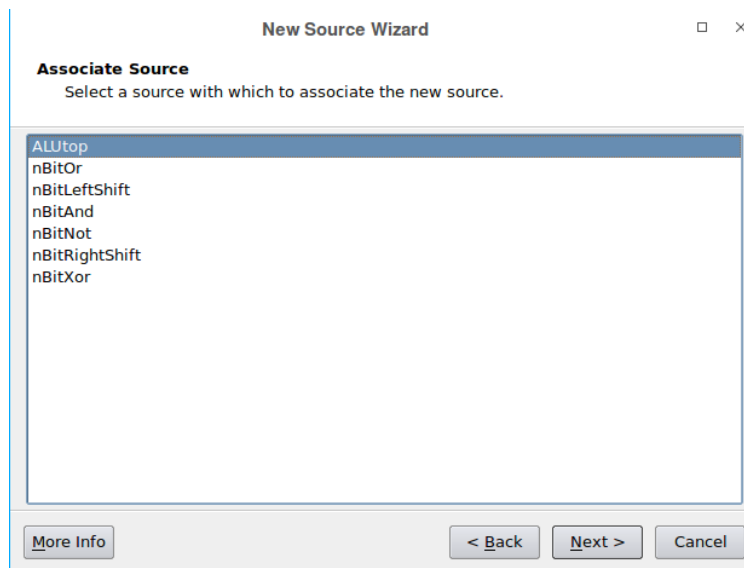 New Source Wizard
Associate Source
Select a source with which to associate the new source.
ALUtop
nBitOr
nBitLeftShift
nBitAnd
nBitNot
nBitRightShift
nBitXor
More Info
< Back
Next >
Cancel